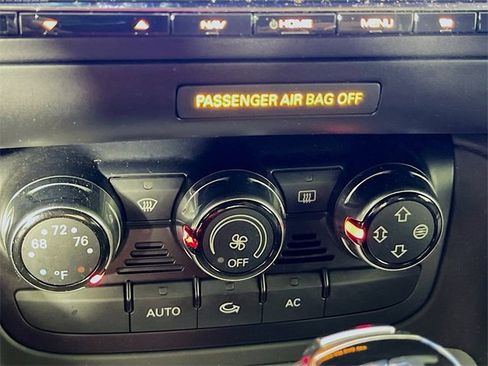 NAV HOME MENU
PASSENGER AIR BAG OFF
72
68 76
°F
OFF
AUTO
AC